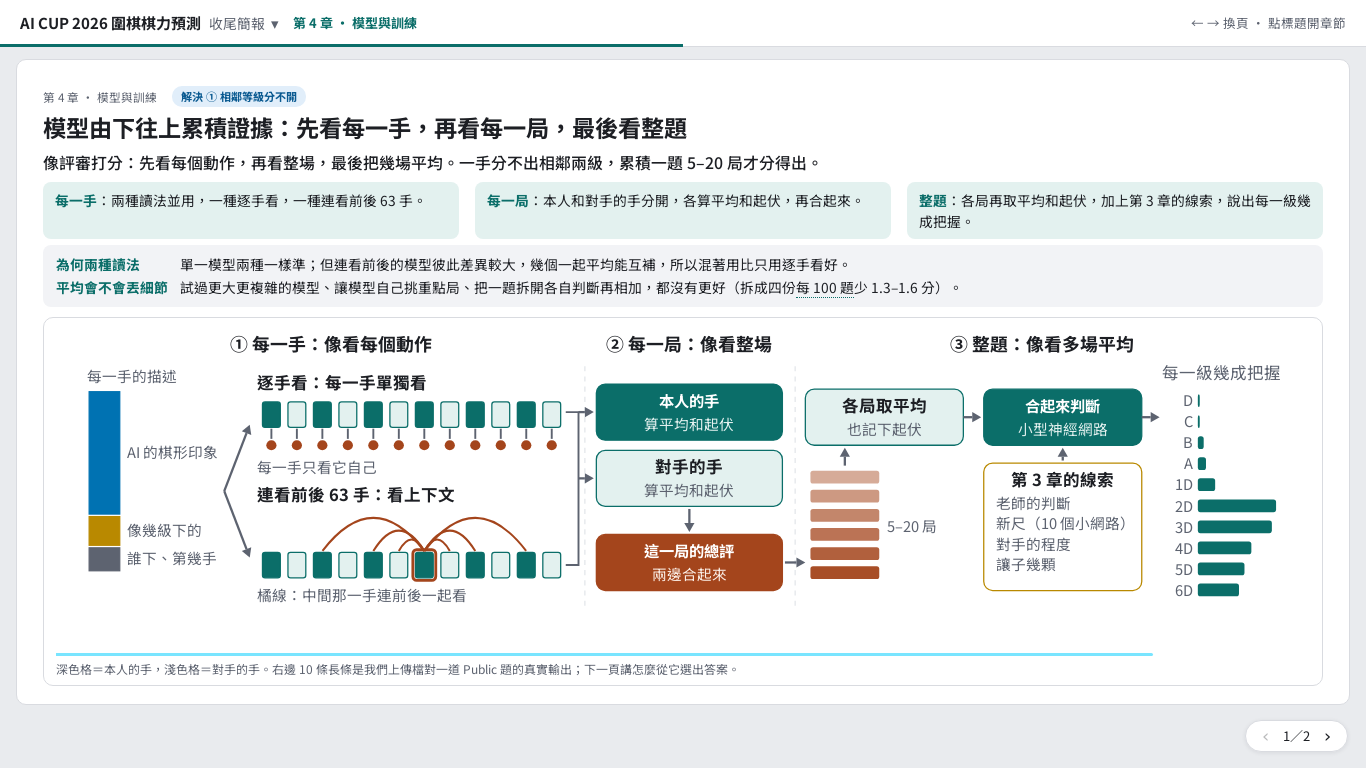 AI CUP 2026 圍棋棋力預測 收尾簡報 ▼ 第 4 章・模型與訓練
← → 換頁・點標題開章節
第 4 章・模型與訓練 解決 ① 相鄰等級分不開
模型由下往上累積證據：先看每一手，再看每一局，最後看整題
像評審打分：先看每個動作，再看整場，最後把幾場平均。一手分不出相鄰兩級，累積一題 5–20 局才分得出。
每一手：兩種讀法並用，一種逐手看，一種連看前後 63 手。
每一局：本人和對手的手分開，各算平均和起伏，再合起來。
整題：各局再取平均和起伏，加上第 3 章的線索，說出每一級幾
成把握。
為何兩種讀法 單一模型兩種一樣準；但連看前後的模型彼此差異較大，幾個一起平均能互補，所以混著用比只用逐手看好。
平均會不會丟細節 試過更大更複雜的模型、讓模型自己挑重點局、把一題拆開各自判斷再相加，都沒有更好（拆成四份每 100 題少 1.3–1.6 分）。
① 每一手：像看每個動作
每一手的描述
AI 的棋形印象
像幾級下的
誰下、第幾手
逐手看：每一手單獨看
每一手只看它自己
連看前後 63 手：看上下文
橘線：中間那一手連前後一起看
② 每一局：像看整場
本人的手
算平均和起伏
對手的手
算平均和起伏
這一局的總評
兩邊合起來
③ 整題：像看多場平均
各局取平均
也記下起伏
5–20 局
合起來判斷
小型神經網路
第 3 章的線索
老師的判斷
新尺（10 個小網路）
對手的程度
讓子幾顆
每一級幾成把握
D
C
B
A
1D
2D
3D
4D
5D
6D
深色格＝本人的手，淺色格＝對手的手。右邊 10 條長條是我們上傳檔對一道 Public 題的真實輸出；下一頁講怎麼從它選出答案。
‹ 1／2 ›